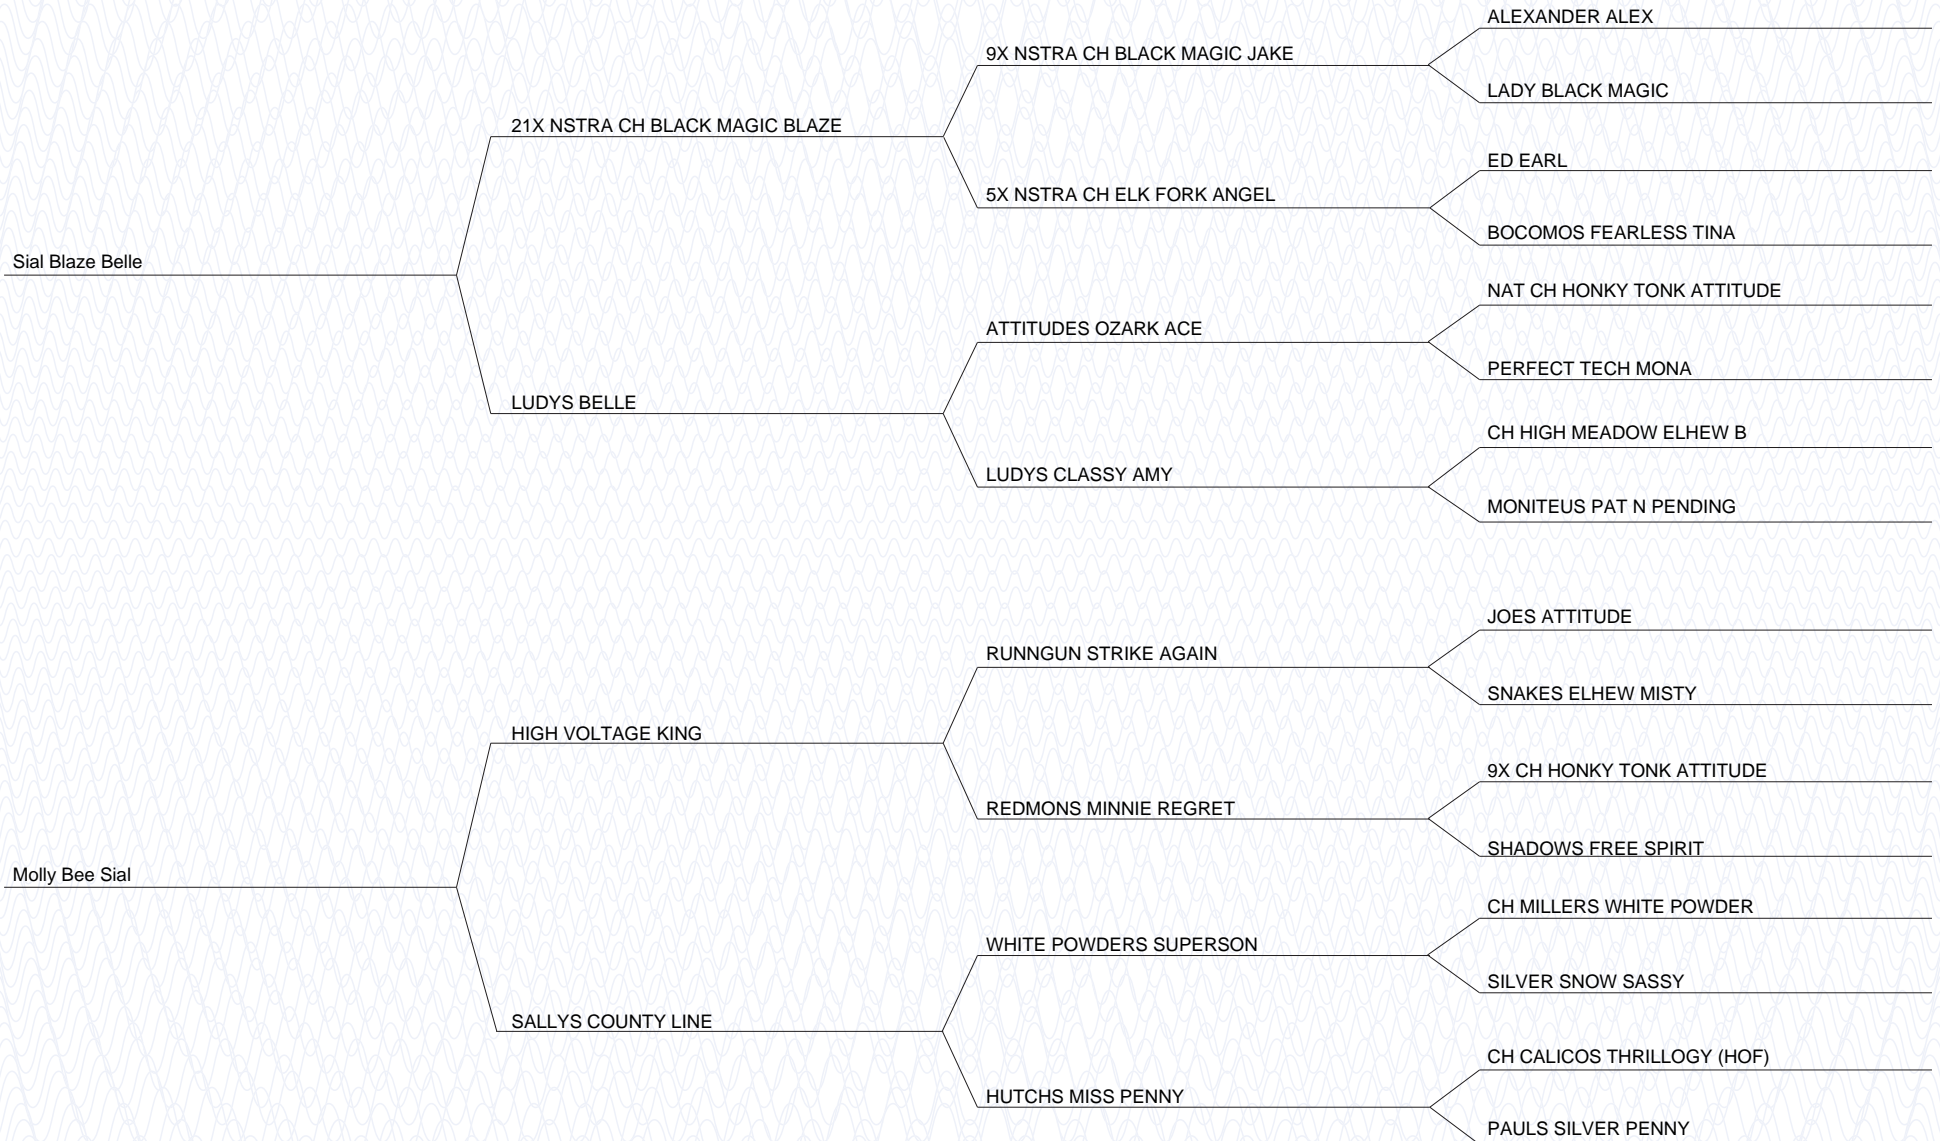 ALEXANDER ALEX
9X NSTRA CH BLACK MAGIC JAKE
LADY BLACK MAGIC
21X NSTRA CH BLACK MAGIC BLAZE
ED EARL
5X NSTRA CH ELK FORK ANGEL
BOCOMOS FEARLESS TINA
Sial Blaze Belle
NAT CH HONKY TONK ATTITUDE
ATTITUDES OZARK ACE
PERFECT TECH MONA
LUDYS BELLE
CH HIGH MEADOW ELHEW B
LUDYS CLASSY AMY
MONITEUS PAT N PENDING
JOES ATTITUDE
RUNNGUN STRIKE AGAIN
SNAKES ELHEW MISTY
HIGH VOLTAGE KING
9X CH HONKY TONK ATTITUDE
REDMONS MINNIE REGRET
SHADOWS FREE SPIRIT
Molly Bee Sial
CH MILLERS WHITE POWDER
WHITE POWDERS SUPERSON
SILVER SNOW SASSY
SALLYS COUNTY LINE
CH CALICOS THRILLOGY (HOF)
HUTCHS MISS PENNY
PAULS SILVER PENNY